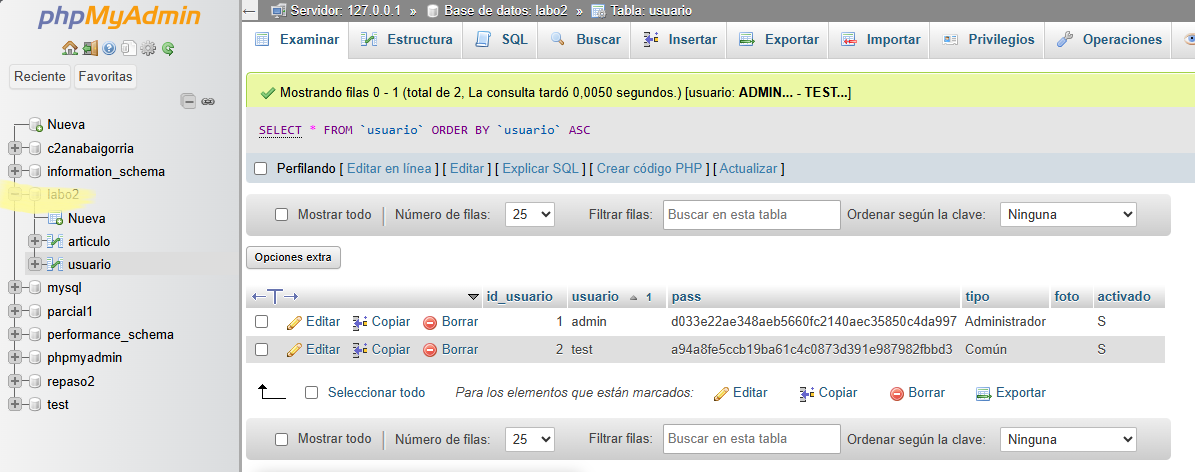 phpMyAdmin
Reciente Favoritas
Nueva
c2anabaigorria
information_schema
labo2
Nueva
articulo
usuario
mysql
parcial1
performance_schema
phpmyadmin
repaso2
test
Servidor: 127.0.0.1 » Base de datos: labo2 » Tabla: usuario
Examinar Estructura SQL Buscar Insertar Exportar Importar Privilegios Operaciones
Mostrando filas 0 - 1 (total de 2, La consulta tardó 0,0050 segundos.) [usuario: ADMIN... - TEST...]
SELECT * FROM `usuario` ORDER BY `usuario` ASC
Perfilando [ Editar en línea ] [ Editar ] [ Explicar SQL ] [ Crear código PHP ] [ Actualizar ]
Mostrar todo Número de filas: 25 Filtrar filas: Buscar en esta tabla Ordenar según la clave: Ninguna
Opciones extra
id_usuario usuario 1 pass tipo foto activado
Editar Copiar Borrar 1 admin d033e22ae348aeb5660fc2140aec35850c4da997 Administrador S
Editar Copiar Borrar 2 test a94a8fe5ccb19ba61c4c0873d391e987982fbbd3 Común S
Seleccionar todo Para los elementos que están marcados: Editar Copiar Borrar Exportar
Mostrar todo Número de filas: 25 Filtrar filas: Buscar en esta tabla Ordenar según la clave: Ninguna